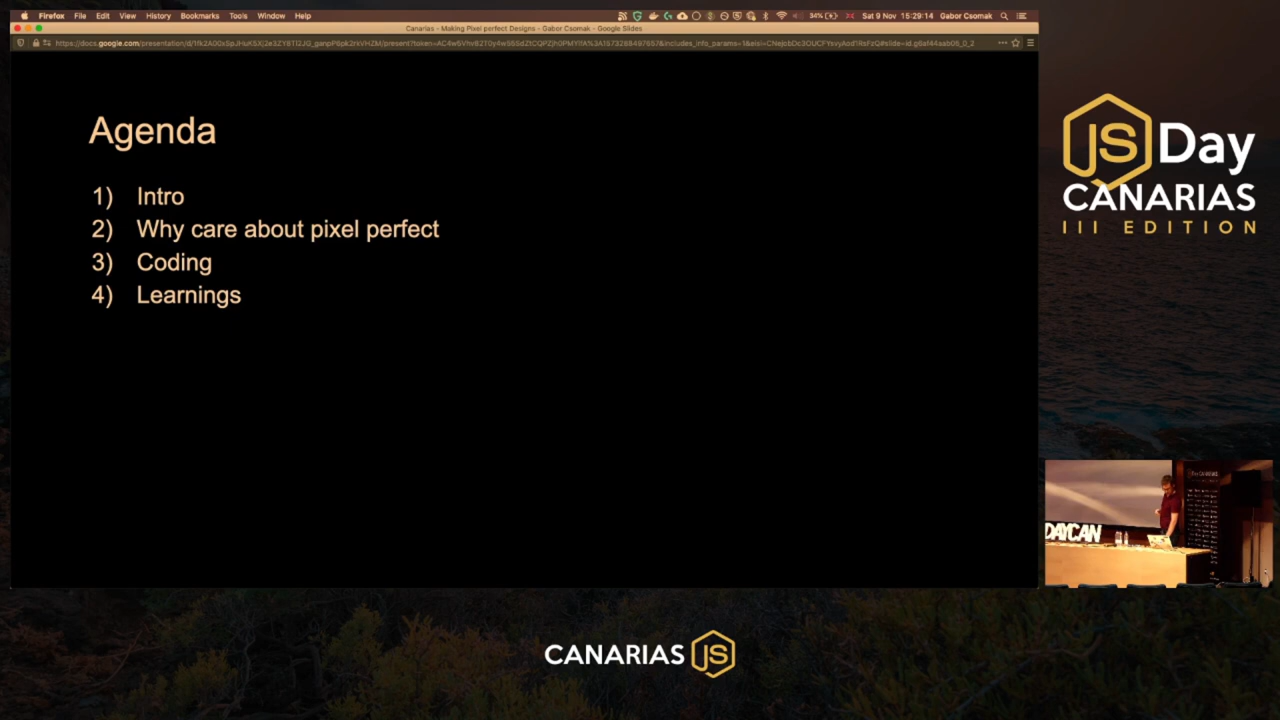 Firefox File Edit View History Bookmarks Tools Window Help 34% Sat 9 Nov 15:29:14 Gabor Csomak
Canarias - Making Pixel perfect Designs - Gabor Csomak - Google Slides
Agenda
1) Intro
2) Why care about pixel perfect
3) Coding
4) Learnings
JS Day
CANARIAS
III EDITION
DAYCAN
CANARIAS JS